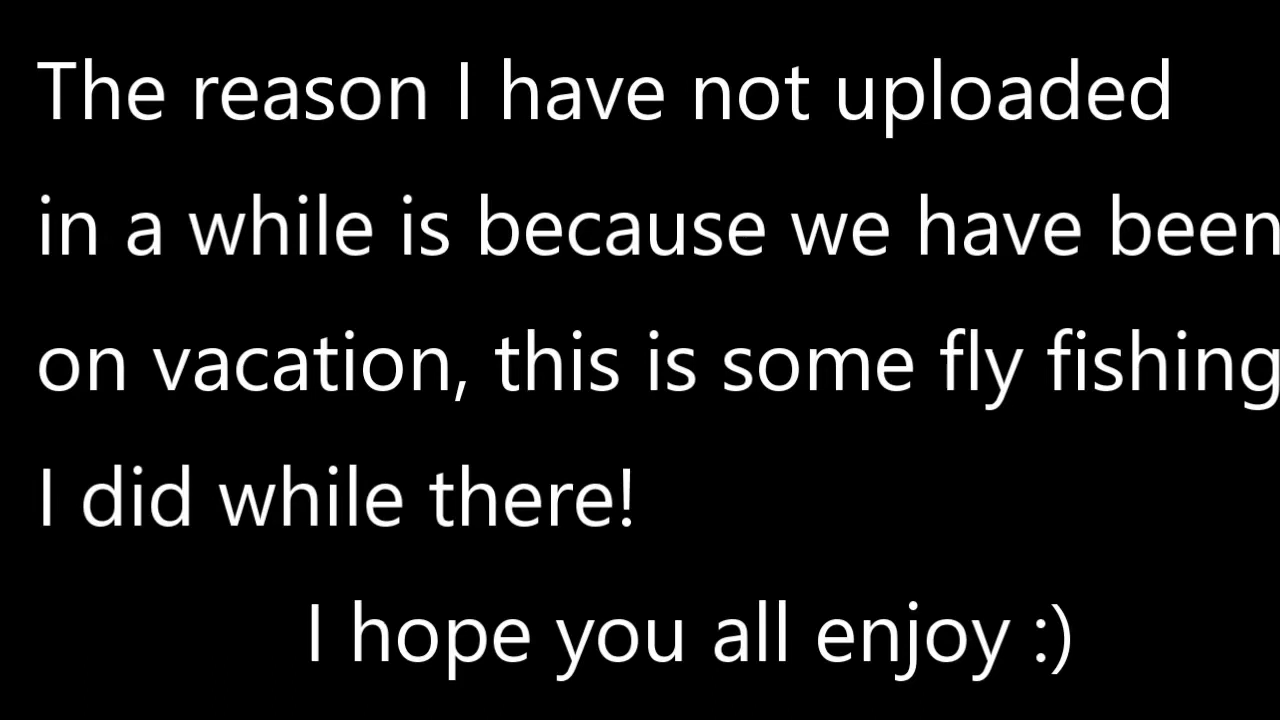 The reason I have not uploaded
in a while is because we have been
on vacation, this is some fly fishing
I did while there!
I hope you all enjoy :)